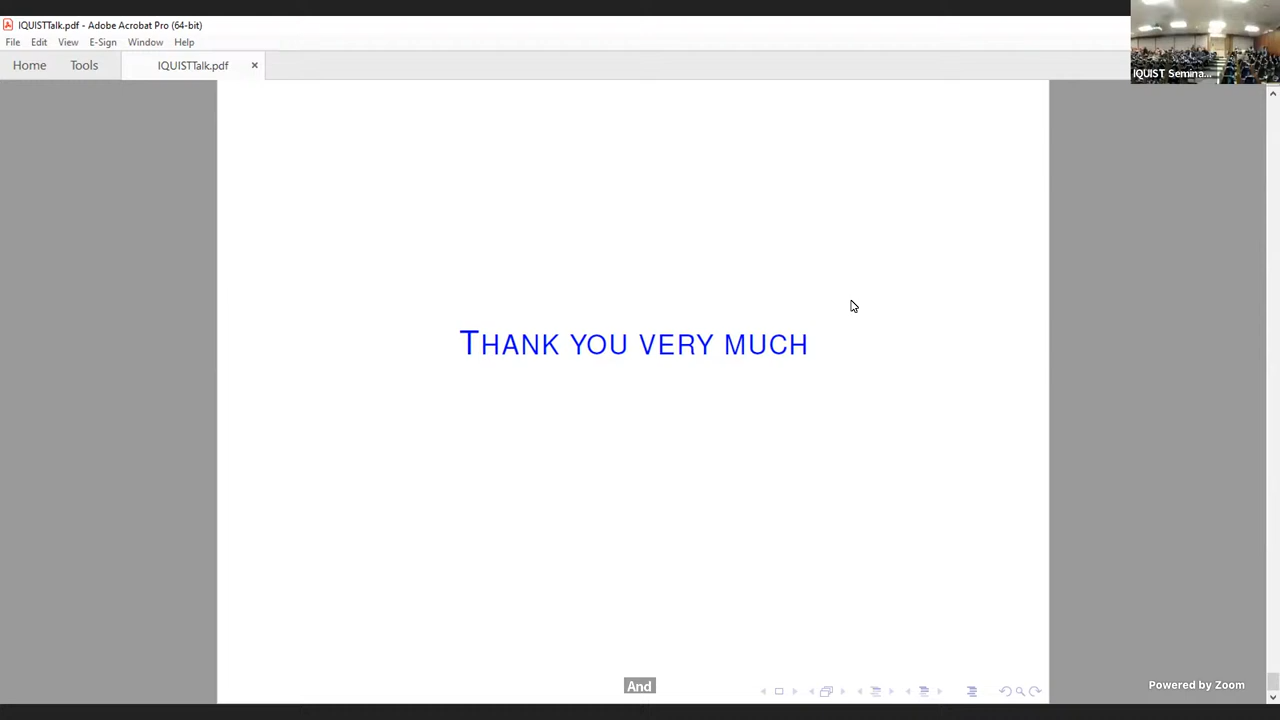 IQUISTTalk.pdf - Adobe Acrobat Pro (64-bit)
File Edit View E-Sign Window Help
Home Tools IQUISTTalk.pdf ×
IQUIST Semina...
THANK YOU VERY MUCH
And
Powered by Zoom